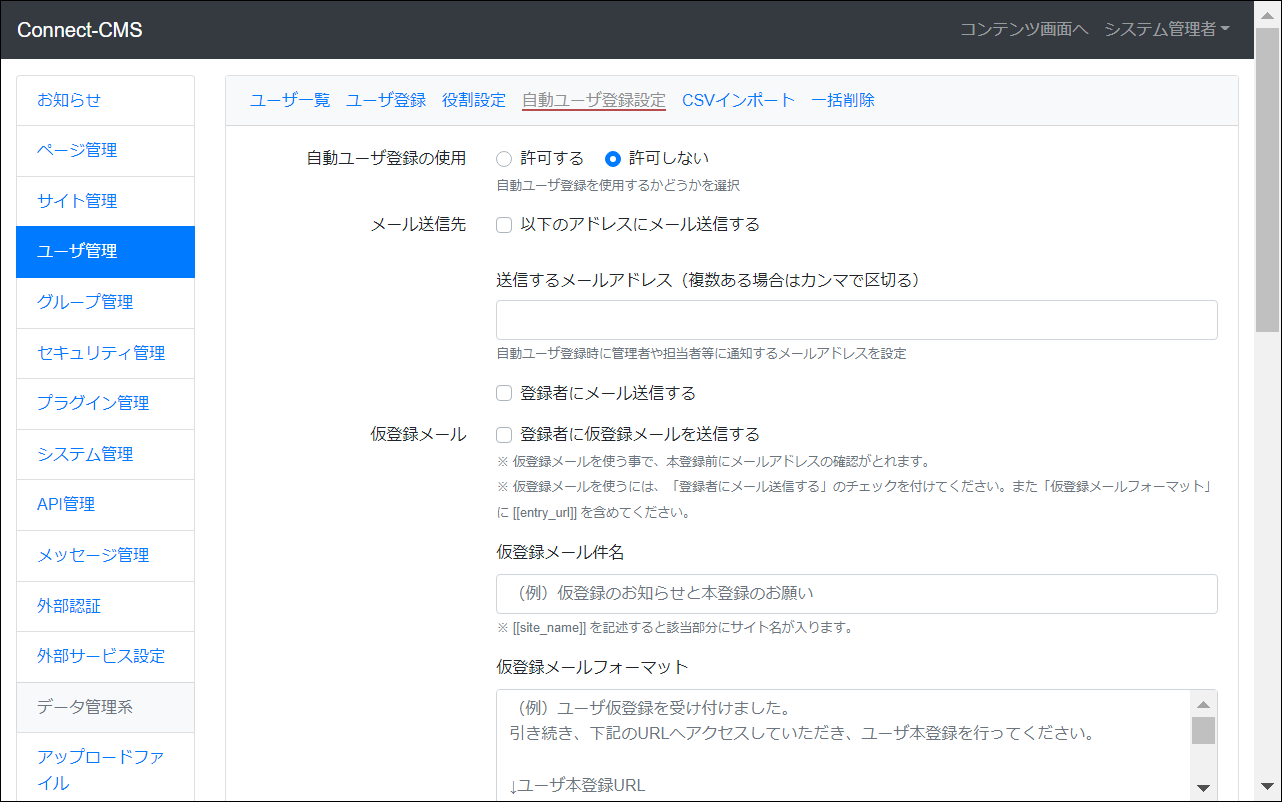 Connect-CMS
コンテンツ画面へ システム管理者
お知らせ
ページ管理
サイト管理
ユーザ管理
グループ管理
セキュリティ管理
プラグイン管理
システム管理
API管理
メッセージ管理
外部認証
外部サービス設定
データ管理系
アップロードファ
イル
ユーザ一覧 ユーザ登録 役割設定 自動ユーザ登録設定 CSVインポート 一括削除
自動ユーザ登録の使用 許可する 許可しない
自動ユーザ登録を使用するかどうかを選択
メール送信先 以下のアドレスにメール送信する
送信するメールアドレス（複数ある場合はカンマで区切る）
自動ユーザ登録時に管理者や担当者等に通知するメールアドレスを設定
登録者にメール送信する
仮登録メール 登録者に仮登録メールを送信する
※ 仮登録メールを使う事で、本登録前にメールアドレスの確認がとれます。
※ 仮登録メールを使うには、「登録者にメール送信する」のチェックを付けてください。また「仮登録メールフォーマット」
に [[entry_url]] を含めてください。
仮登録メール件名
（例）仮登録のお知らせと本登録のお願い
※ [[site_name]] を記述すると該当部分にサイト名が入ります。
仮登録メールフォーマット
（例）ユーザ仮登録を受け付けました。
引き続き、下記のURLへアクセスしていただき、ユーザ本登録を行ってください。
↓ユーザ本登録URL